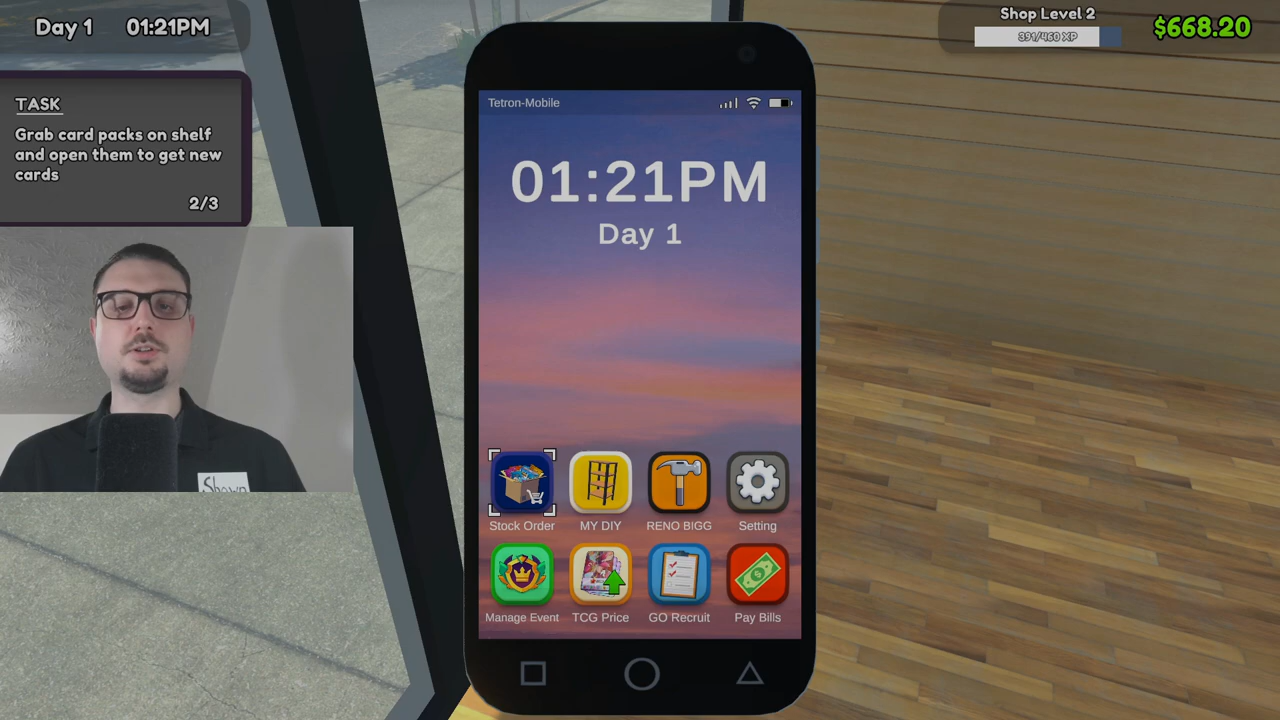 Day 1 01:21PM
Shop Level 2
391/460 XP
$668.20
TASK
Grab card packs on shelf
and open them to get new
cards
2/3
Shawn
Tetron-Mobile
01:21PM
Day 1
Stock Order
MY DIY
RENO BIGG
Setting
Manage Event
TCG Price
GO Recruit
Pay Bills